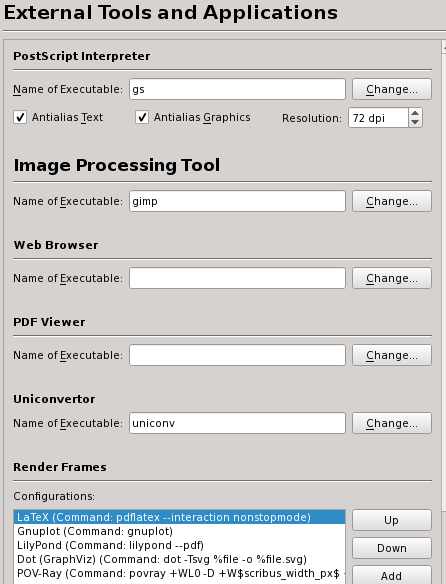 External Tools and Applications
PostScript Interpreter
Name of Executable: gs Change...
Antialias Text Antialias Graphics Resolution: 72 dpi
Image Processing Tool
Name of Executable: gimp Change...
Web Browser
Name of Executable: Change...
PDF Viewer
Name of Executable: Change...
Uniconvertor
Name of Executable: uniconv Change...
Render Frames
Configurations:
LaTeX (Command: pdflatex --interaction nonstopmode) Up
Gnuplot (Command: gnuplot)
LilyPond (Command: lilypond --pdf) Down
Dot (GraphViz) (Command: dot -Tsvg %file -o %file.svg)
POV-Ray (Command: povray +WL0 -D +W$scribus_width_px$ Add